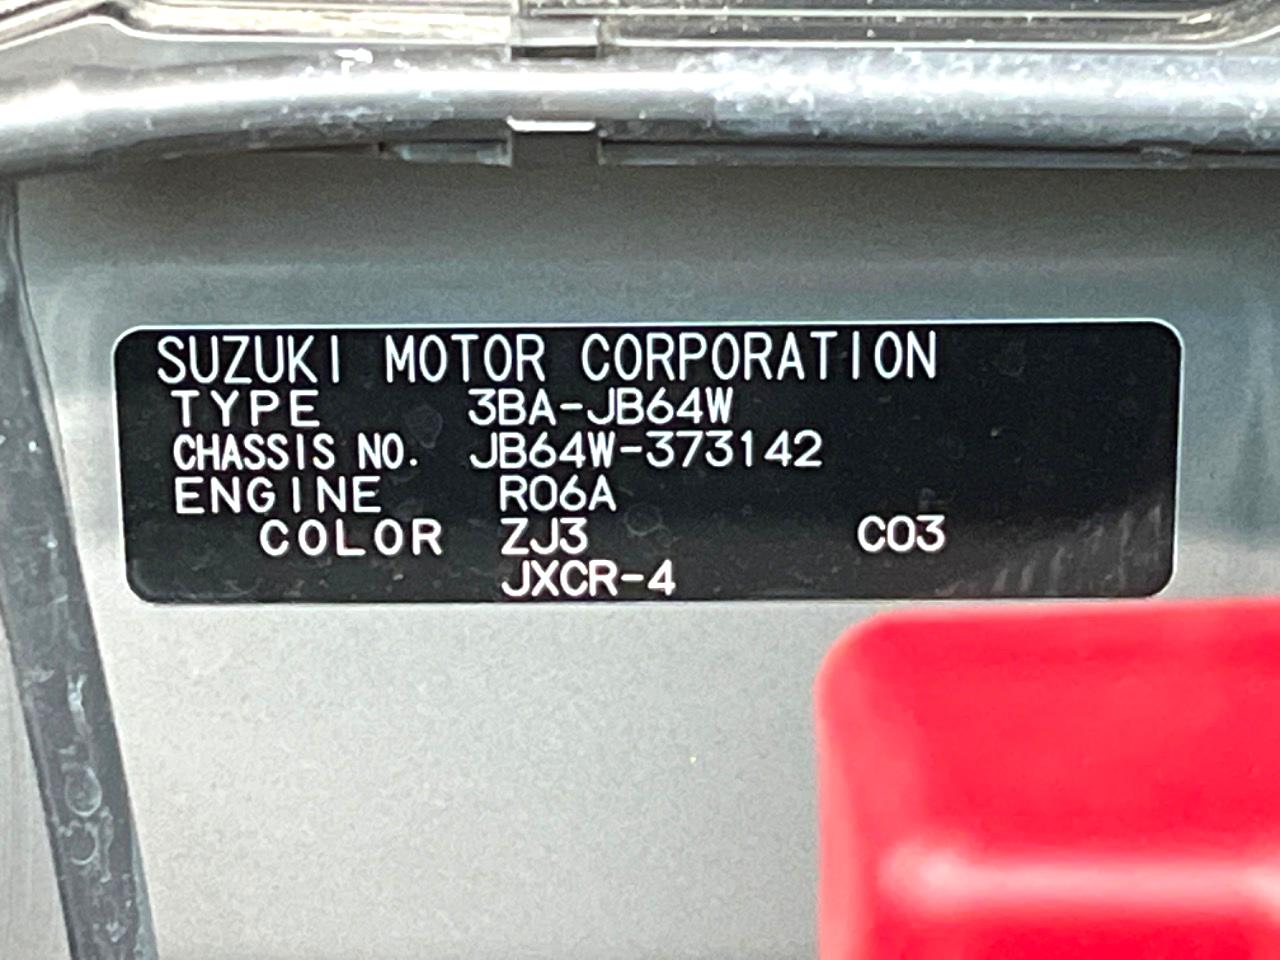 SUZUKI MOTOR CORPORATION
TYPE 3BA-JB64W
CHASSIS NO. JB64W-373142
ENGINE R06A
COLOR ZJ3 C03
JXCR-4